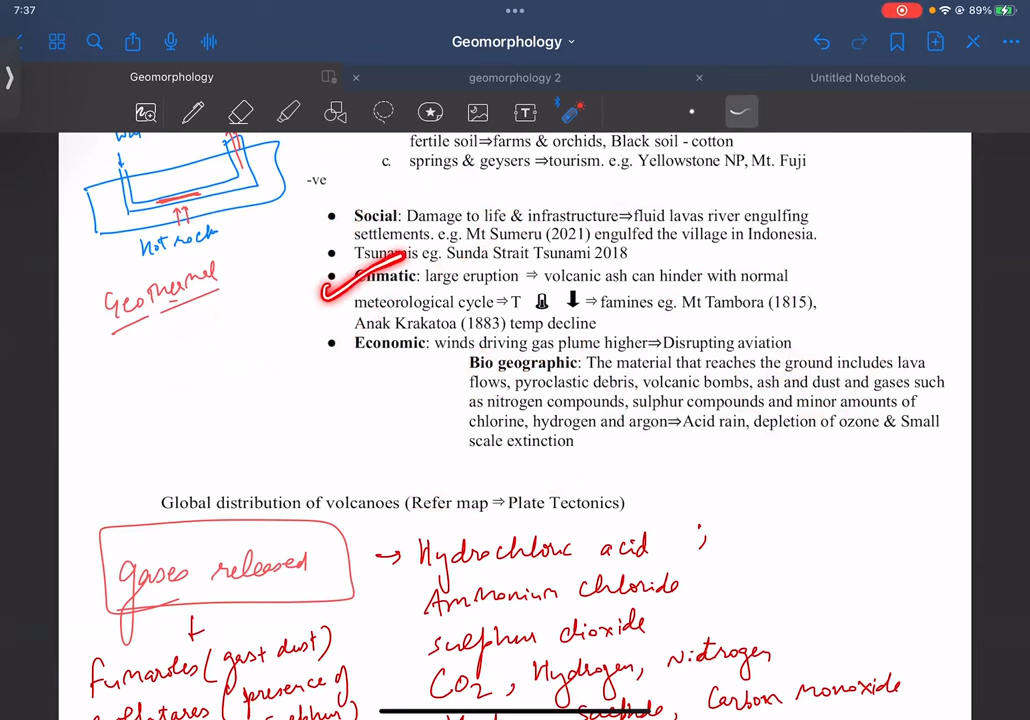 7:37
89%
Geomorphology
Geomorphology
geomorphology 2
Untitled Notebook
T
fertile soil⇒farms & orchids, Black soil - cotton
c. springs & geysers ⇒tourism. e.g. Yellowstone NP, Mt. Fuji
-ve
Hot rock
Geothermal
● Social: Damage to life & infrastructure⇒fluid lavas river engulfing
settlements. e.g. Mt Sumeru (2021) engulfed the village in Indonesia.
● Tsunamis eg. Sunda Strait Tsunami 2018
● Climatic: large eruption ⇒ volcanic ash can hinder with normal
meteorological cycle⇒T 🌡 ⬇ ⇒famines eg. Mt Tambora (1815),
Anak Krakatoa (1883) temp decline
● Economic: winds driving gas plume higher⇒Disrupting aviation
Bio geographic: The material that reaches the ground includes lava
flows, pyroclastic debris, volcanic bombs, ash and dust and gases such
as nitrogen compounds, sulphur compounds and minor amounts of
chlorine, hydrogen and argon⇒Acid rain, depletion of ozone & Small
scale extinction
Global distribution of volcanoes (Refer map ⇒Plate Tectonics)
gases released
→ Hydrochloric acid ;
Ammonium chloride
Sulphur dioxide
CO2, Hydrogen, Nitrogen
Carbon monoxide
fumaroles (gas + dust)
(presence of